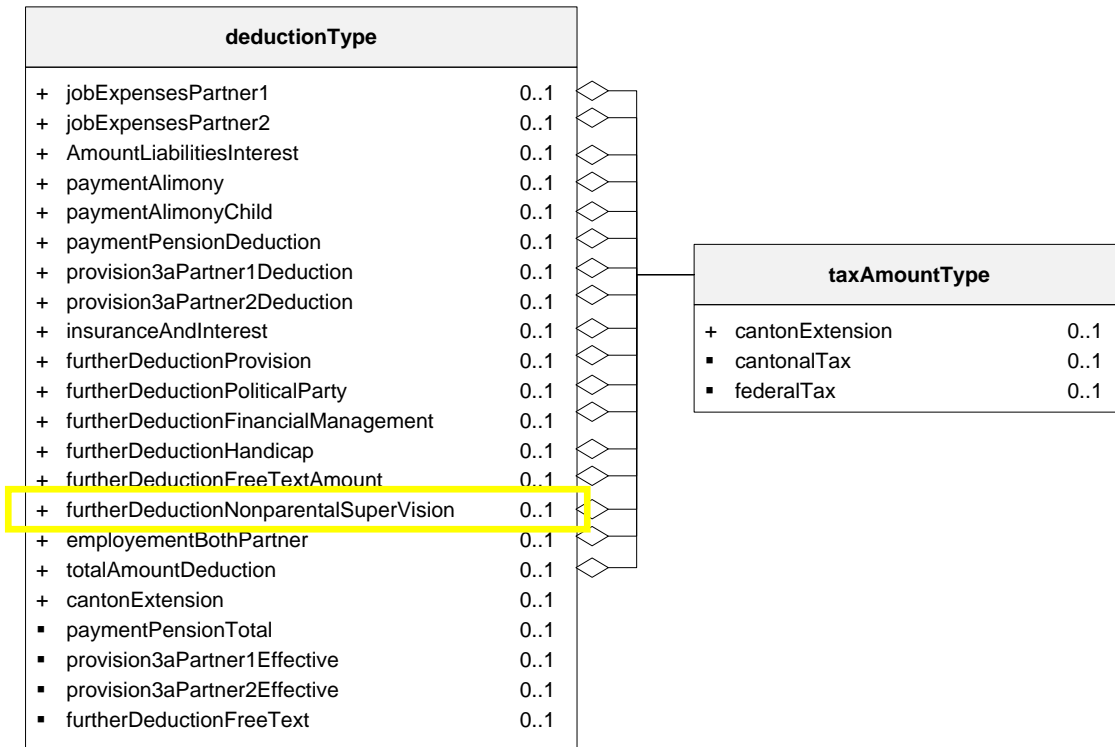 deductionType
+ jobExpensesPartner1 0..1
+ jobExpensesPartner2 0..1
+ AmountLiabilitiesInterest 0..1
+ paymentAlimony 0..1
+ paymentAlimonyChild 0..1
+ paymentPensionDeduction 0..1
+ provision3aPartner1Deduction 0..1
+ provision3aPartner2Deduction 0..1
+ insuranceAndInterest 0..1
+ furtherDeductionProvision 0..1
+ furtherDeductionPoliticalParty 0..1
+ furtherDeductionFinancialManagement 0..1
+ furtherDeductionHandicap 0..1
+ furtherDeductionFreeTextAmount 0..1
+ furtherDeductionNonparentalSuperVision 0..1
+ employementBothPartner 0..1
+ totalAmountDeduction 0..1
+ cantonExtension 0..1
▪ paymentPensionTotal 0..1
▪ provision3aPartner1Effective 0..1
▪ provision3aPartner2Effective 0..1
▪ furtherDeductionFreeText 0..1
taxAmountType
+ cantonExtension 0..1
▪ cantonalTax 0..1
▪ federalTax 0..1